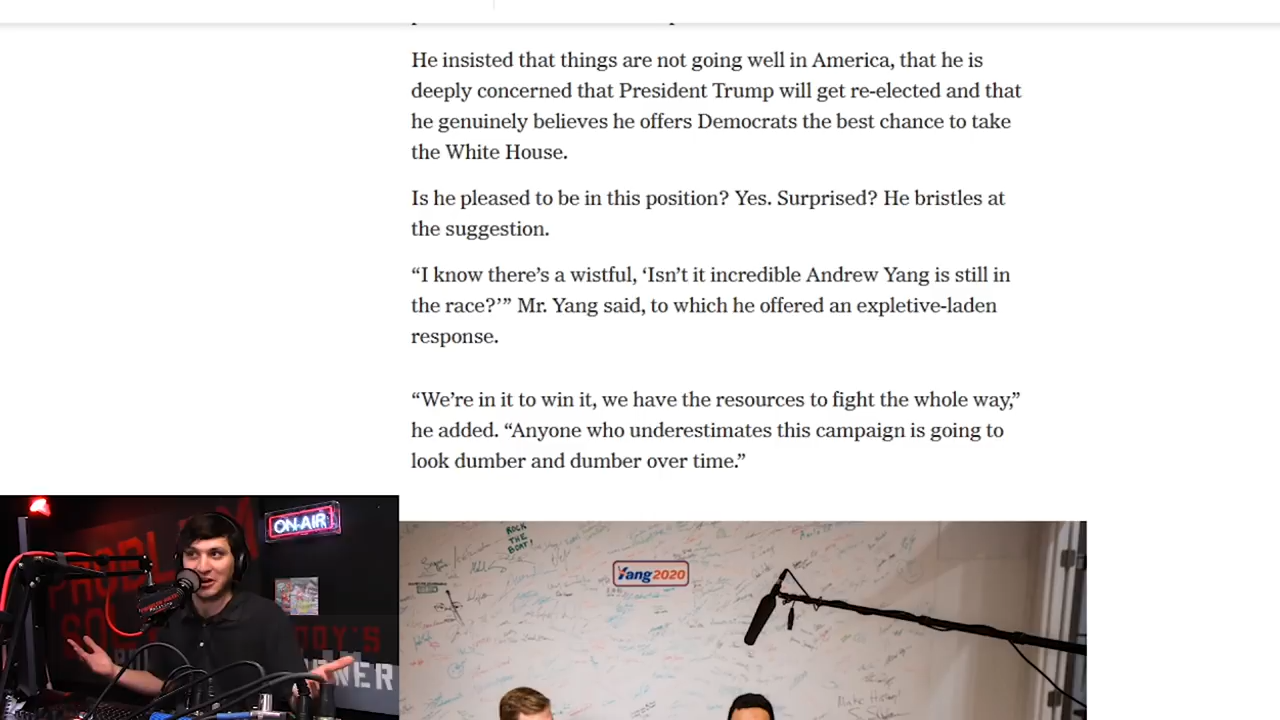 He insisted that things are not going well in America, that he is
deeply concerned that President Trump will get re-elected and that
he genuinely believes he offers Democrats the best chance to take
the White House.
Is he pleased to be in this position? Yes. Surprised? He bristles at
the suggestion.
“I know there’s a wistful, ‘Isn’t it incredible Andrew Yang is still in
the race?’” Mr. Yang said, to which he offered an expletive-laden
response.
“We’re in it to win it, we have the resources to fight the whole way,”
he added. “Anyone who underestimates this campaign is going to
look dumber and dumber over time.”
ON-AIR
ROCK
THE
BOAT!
Yang2020